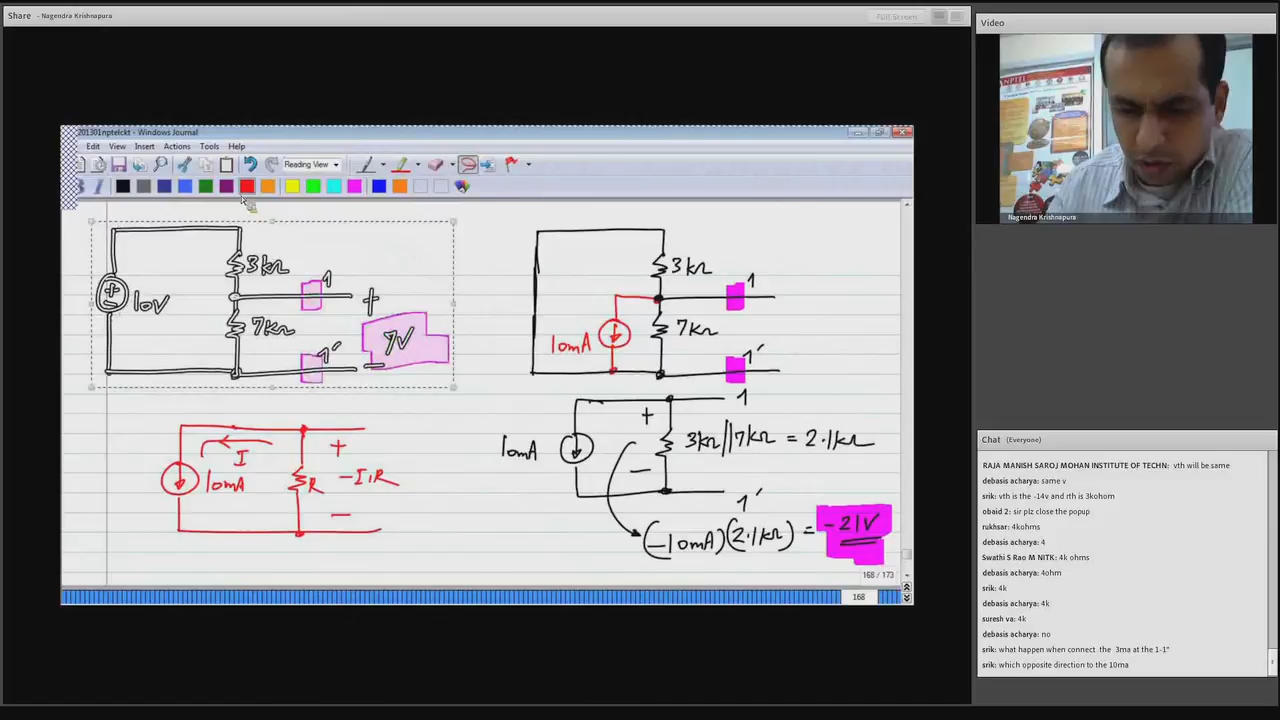 Share - Nagendra Krishnapura
Full Screen
Video
201301nptelckt - Windows Journal
Edit View Insert Actions Tools Help
Reading View
3kΩ
1
+
10V
7kΩ
7V
1'
−
3kΩ
1
10mA
7kΩ
1'
I
10mA
R
+
−I·R
−
1
+
10mA
3kΩ||7kΩ = 2.1kΩ
−
1'
(−10mA)(2.1kΩ) = −21V
168 / 173
168
NPTEL
Nagendra Krishnapura
Chat (Everyone)
RAJA MANISH SAROJ MOHAN INSTITUTE OF TECHN: vth will be same
debasis acharya: same v
srik: vth is the -14v and rth is 3kohom
obaid 2: sir plz close the popup
rukhsar: 4kohms
debasis acharya: 4
Swathi S Rao M NITK: 4k ohms
debasis acharya: 4ohm
srik: 4k
debasis acharya: 4k
suresh va: 4k
debasis acharya: no
srik: what happen when connect the 3ma at the 1-1"
srik: which opposite direction to the 10ma